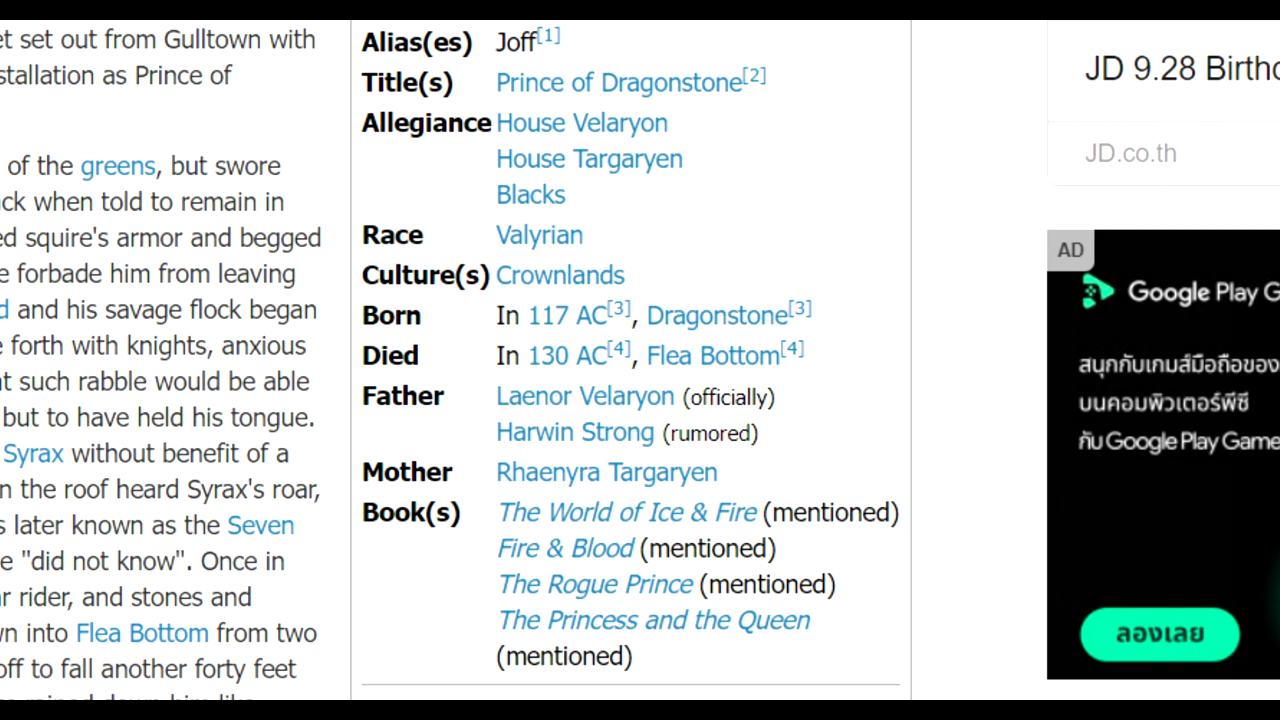 et set out from Gulltown with
stallation as Prince of
of the greens, but swore
ck when told to remain in
ed squire's armor and begged
e forbade him from leaving
d and his savage flock began
e forth with knights, anxious
at such rabble would be able
but to have held his tongue.
Syrax without benefit of a
n the roof heard Syrax's roar,
s later known as the Seven
e "did not know". Once in
ar rider, and stones and
vn into Flea Bottom from two
off to fall another forty feet
Alias(es) Joff[1]
Title(s) Prince of Dragonstone[2]
Allegiance House Velaryon
House Targaryen
Blacks
Race Valyrian
Culture(s) Crownlands
Born In 117 AC[3], Dragonstone[3]
Died In 130 AC[4], Flea Bottom[4]
Father Laenor Velaryon (officially)
Harwin Strong (rumored)
Mother Rhaenyra Targaryen
Book(s) The World of Ice & Fire (mentioned)
Fire & Blood (mentioned)
The Rogue Prince (mentioned)
The Princess and the Queen
(mentioned)
JD 9.28 Birthd
JD.co.th
AD
Google Play G
สนุกกับเกมส์มือถือของ
บนคอมพิวเตอร์พีซี
กับ Google Play Game
ลองเลย